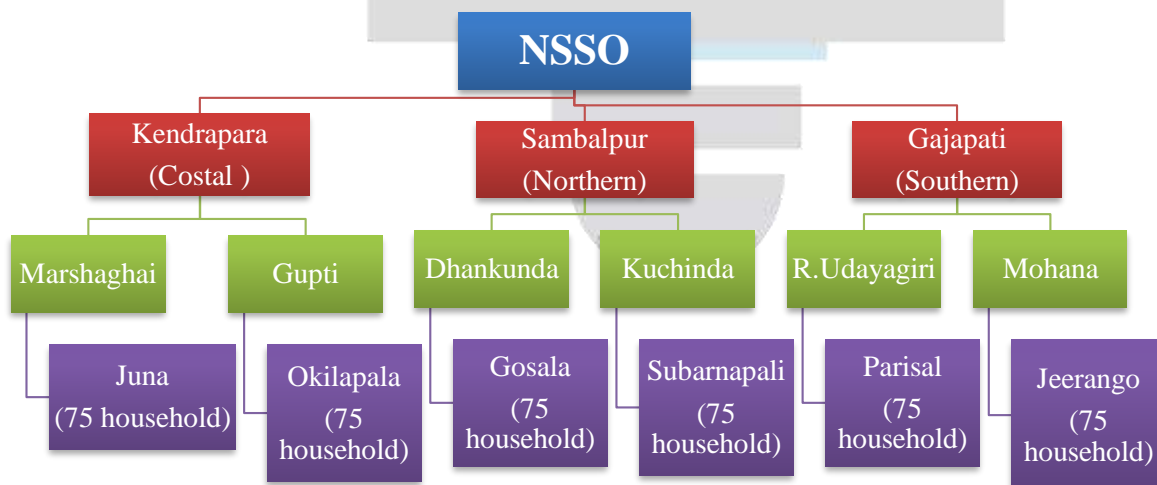 NSSO
Kendrapara
(Costal )
Sambalpur
(Northern)
Gajapati
(Southern)
Marshaghai
Gupti
Dhankunda
Kuchinda
R.Udayagiri
Mohana
Juna
(75 household)
Okilapala
(75
household)
Gosala
(75
household)
Subarnapali
(75
household)
Parisal
(75
household)
Jeerango
(75
household)